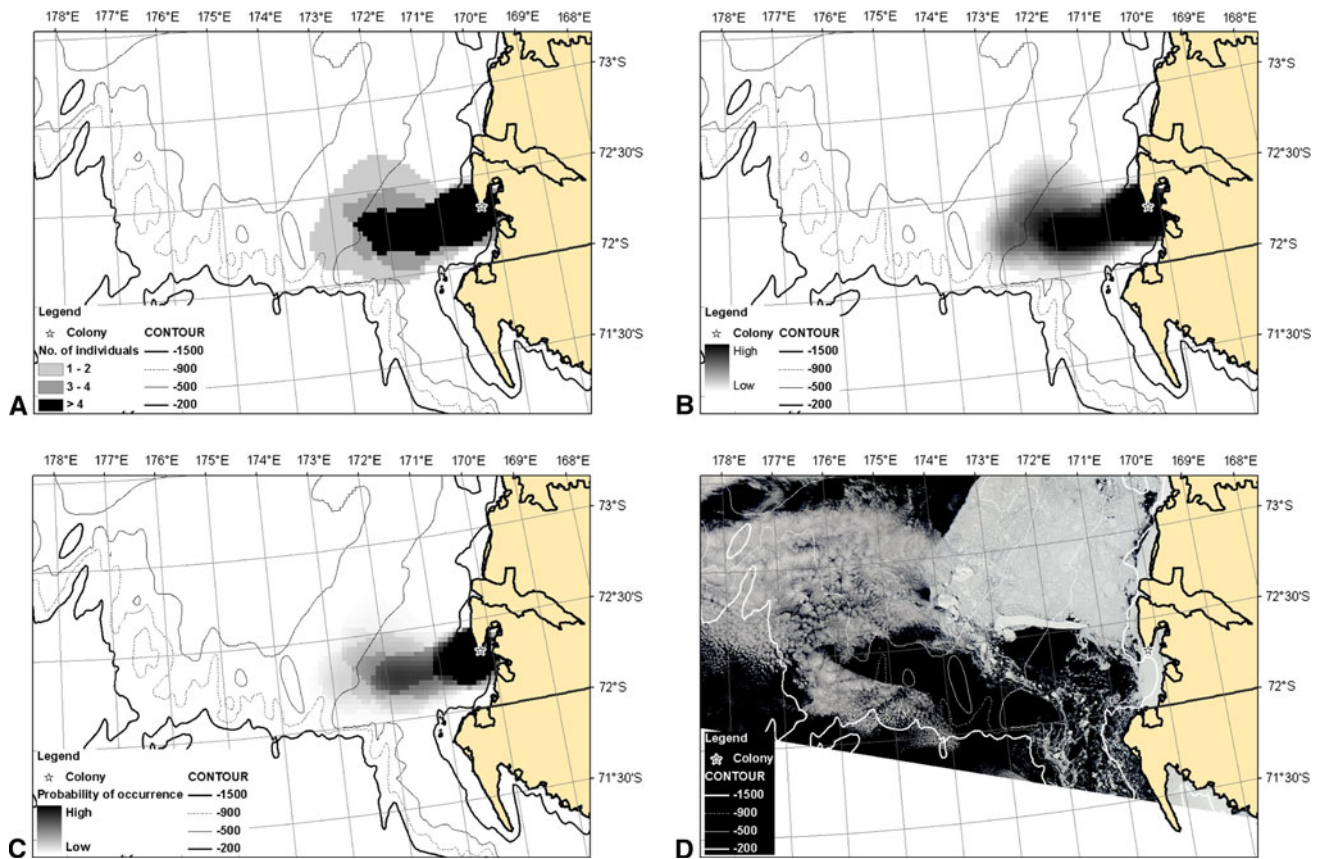 178°E 177°E 176°E 175°E 174°E 173°E 172°E 171°E 170°E 169°E 168°E
73°S
72°30'S
72°S
71°30'S
Legend
Colony
No. of individuals
1 - 2
3 - 4
> 4
CONTOUR
-1500
-900
-500
-200
A
178°E 177°E 176°E 175°E 174°E 173°E 172°E 171°E 170°E 169°E 168°E
73°S
72°30'S
72°S
71°30'S
Legend
Colony
High
Low
CONTOUR
-1500
-900
-500
-200
B
178°E 177°E 176°E 175°E 174°E 173°E 172°E 171°E 170°E 169°E 168°E
73°S
72°30'S
72°S
71°30'S
Legend
Colony
Probability of occurrence
High
Low
CONTOUR
-1500
-900
-500
-200
C
178°E 177°E 176°E 175°E 174°E 173°E 172°E 171°E 170°E 169°E 168°E
73°S
72°30'S
72°S
71°30'S
Legend
Colony
CONTOUR
-1500
-900
-500
-200
D